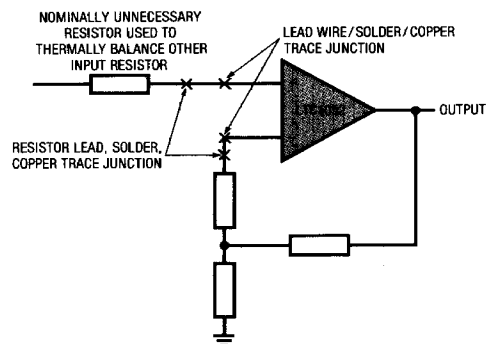 NOMINALLY UNNECESSARY
RESISTOR USED TO
THERMALLY BALANCE OTHER
INPUT RESISTOR
LEAD WIRE/SOLDER/COPPER
TRACE JUNCTION
OUTPUT
RESISTOR LEAD, SOLDER,
COPPER TRACE JUNCTION